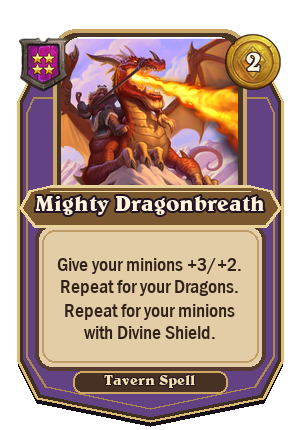 2
Mighty Dragonbreath
Give your minions +3/+2.
Repeat for your Dragons.
Repeat for your minions
with Divine Shield.
Tavern Spell